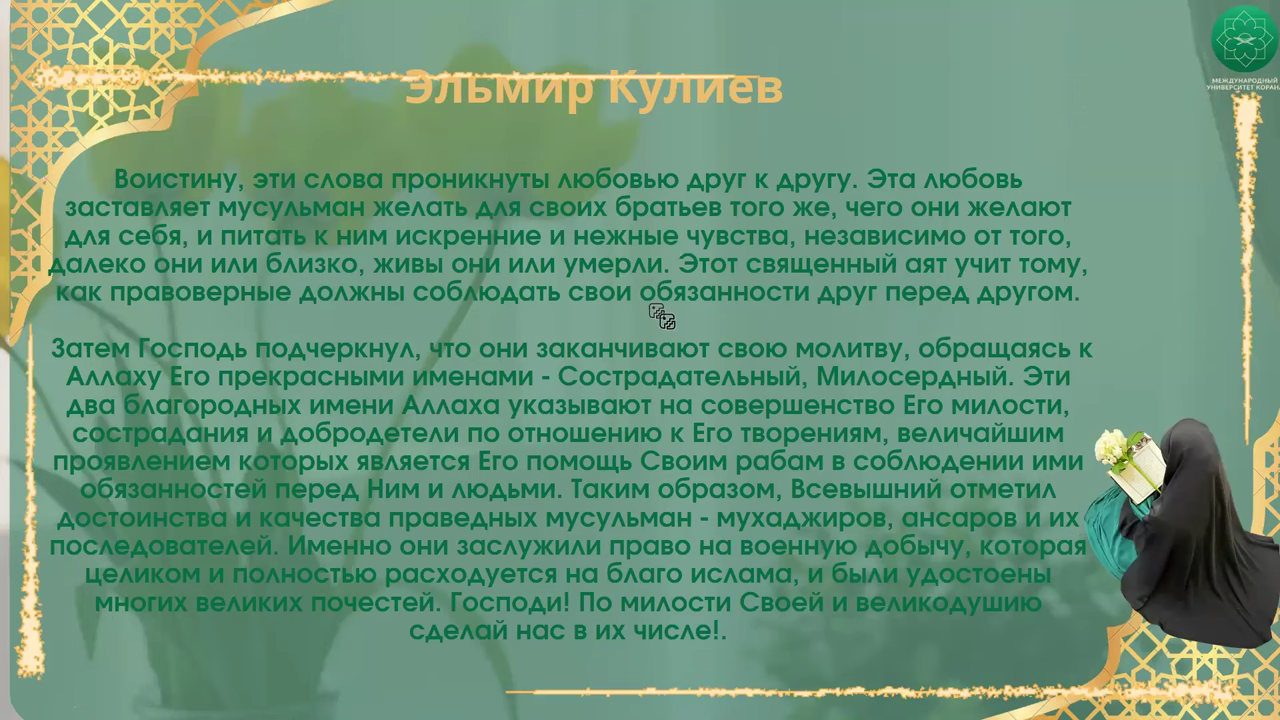 МЕЖДУНАРОДНЫЙ
УНИВЕРСИТЕТ КОРАНА
Эльмир Кулиев
Воистину, эти слова проникнуты любовью друг к другу. Эта любовь
заставляет мусульман желать для своих братьев того же, чего они желают
для себя, и питать к ним искренние и нежные чувства, независимо от того,
далеко они или близко, живы они или умерли. Этот священный аят учит тому,
как правоверные должны соблюдать свои обязанности друг перед другом.
Затем Господь подчеркнул, что они заканчивают свою молитву, обращаясь к
Аллаху Его прекрасными именами - Сострадательный, Милосердный. Эти
два благородных имени Аллаха указывают на совершенство Его милости,
сострадания и добродетели по отношению к Его творениям, величайшим
проявлением которых является Его помощь Своим рабам в соблюдении ими
обязанностей перед Ним и людьми. Таким образом, Всевышний отметил
достоинства и качества праведных мусульман - мухаджиров, ансаров и их
последователей. Именно они заслужили право на военную добычу, которая
целиком и полностью расходуется на благо ислама, и были удостоены
многих великих почестей. Господи! По милости Своей и великодушию
сделай нас в их числе!.